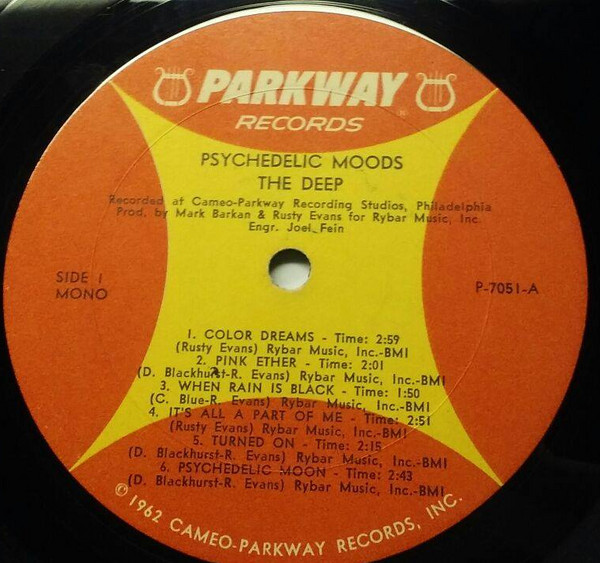 PARKWAY
RECORDS
PSYCHEDELIC MOODS
THE DEEP
Recorded at Cameo-Parkway Recording Studios, Philadelphia
Prod. by Mark Barkan & Rusty Evans for Rybar Music, Inc.
Engr. Joel Fein
SIDE 1
MONO
P-7051-A
1. COLOR DREAMS - Time: 2:59
(Rusty Evans) Rybar Music, Inc.-BMI
2. PINK ETHER - Time: 2:01
(D. Blackhurst-R. Evans) Rybar Music, Inc.-BMI
3. WHEN RAIN IS BLACK - Time: 1:50
(C. Blue-R. Evans) Rybar Music, Inc.-BMI
4. IT'S ALL A PART OF ME - Time: 2:51
(Rusty Evans) Rybar Music, Inc.-BMI
5. TURNED ON - Time: 2:15
(D. Blackhurst-R. Evans) Rybar Music, Inc.-BMI
6. PSYCHEDELIC MOON - Time: 2:43
(D. Blackhurst-R. Evans) Rybar Music, Inc.-BMI
© 1962 CAMEO-PARKWAY RECORDS, INC.